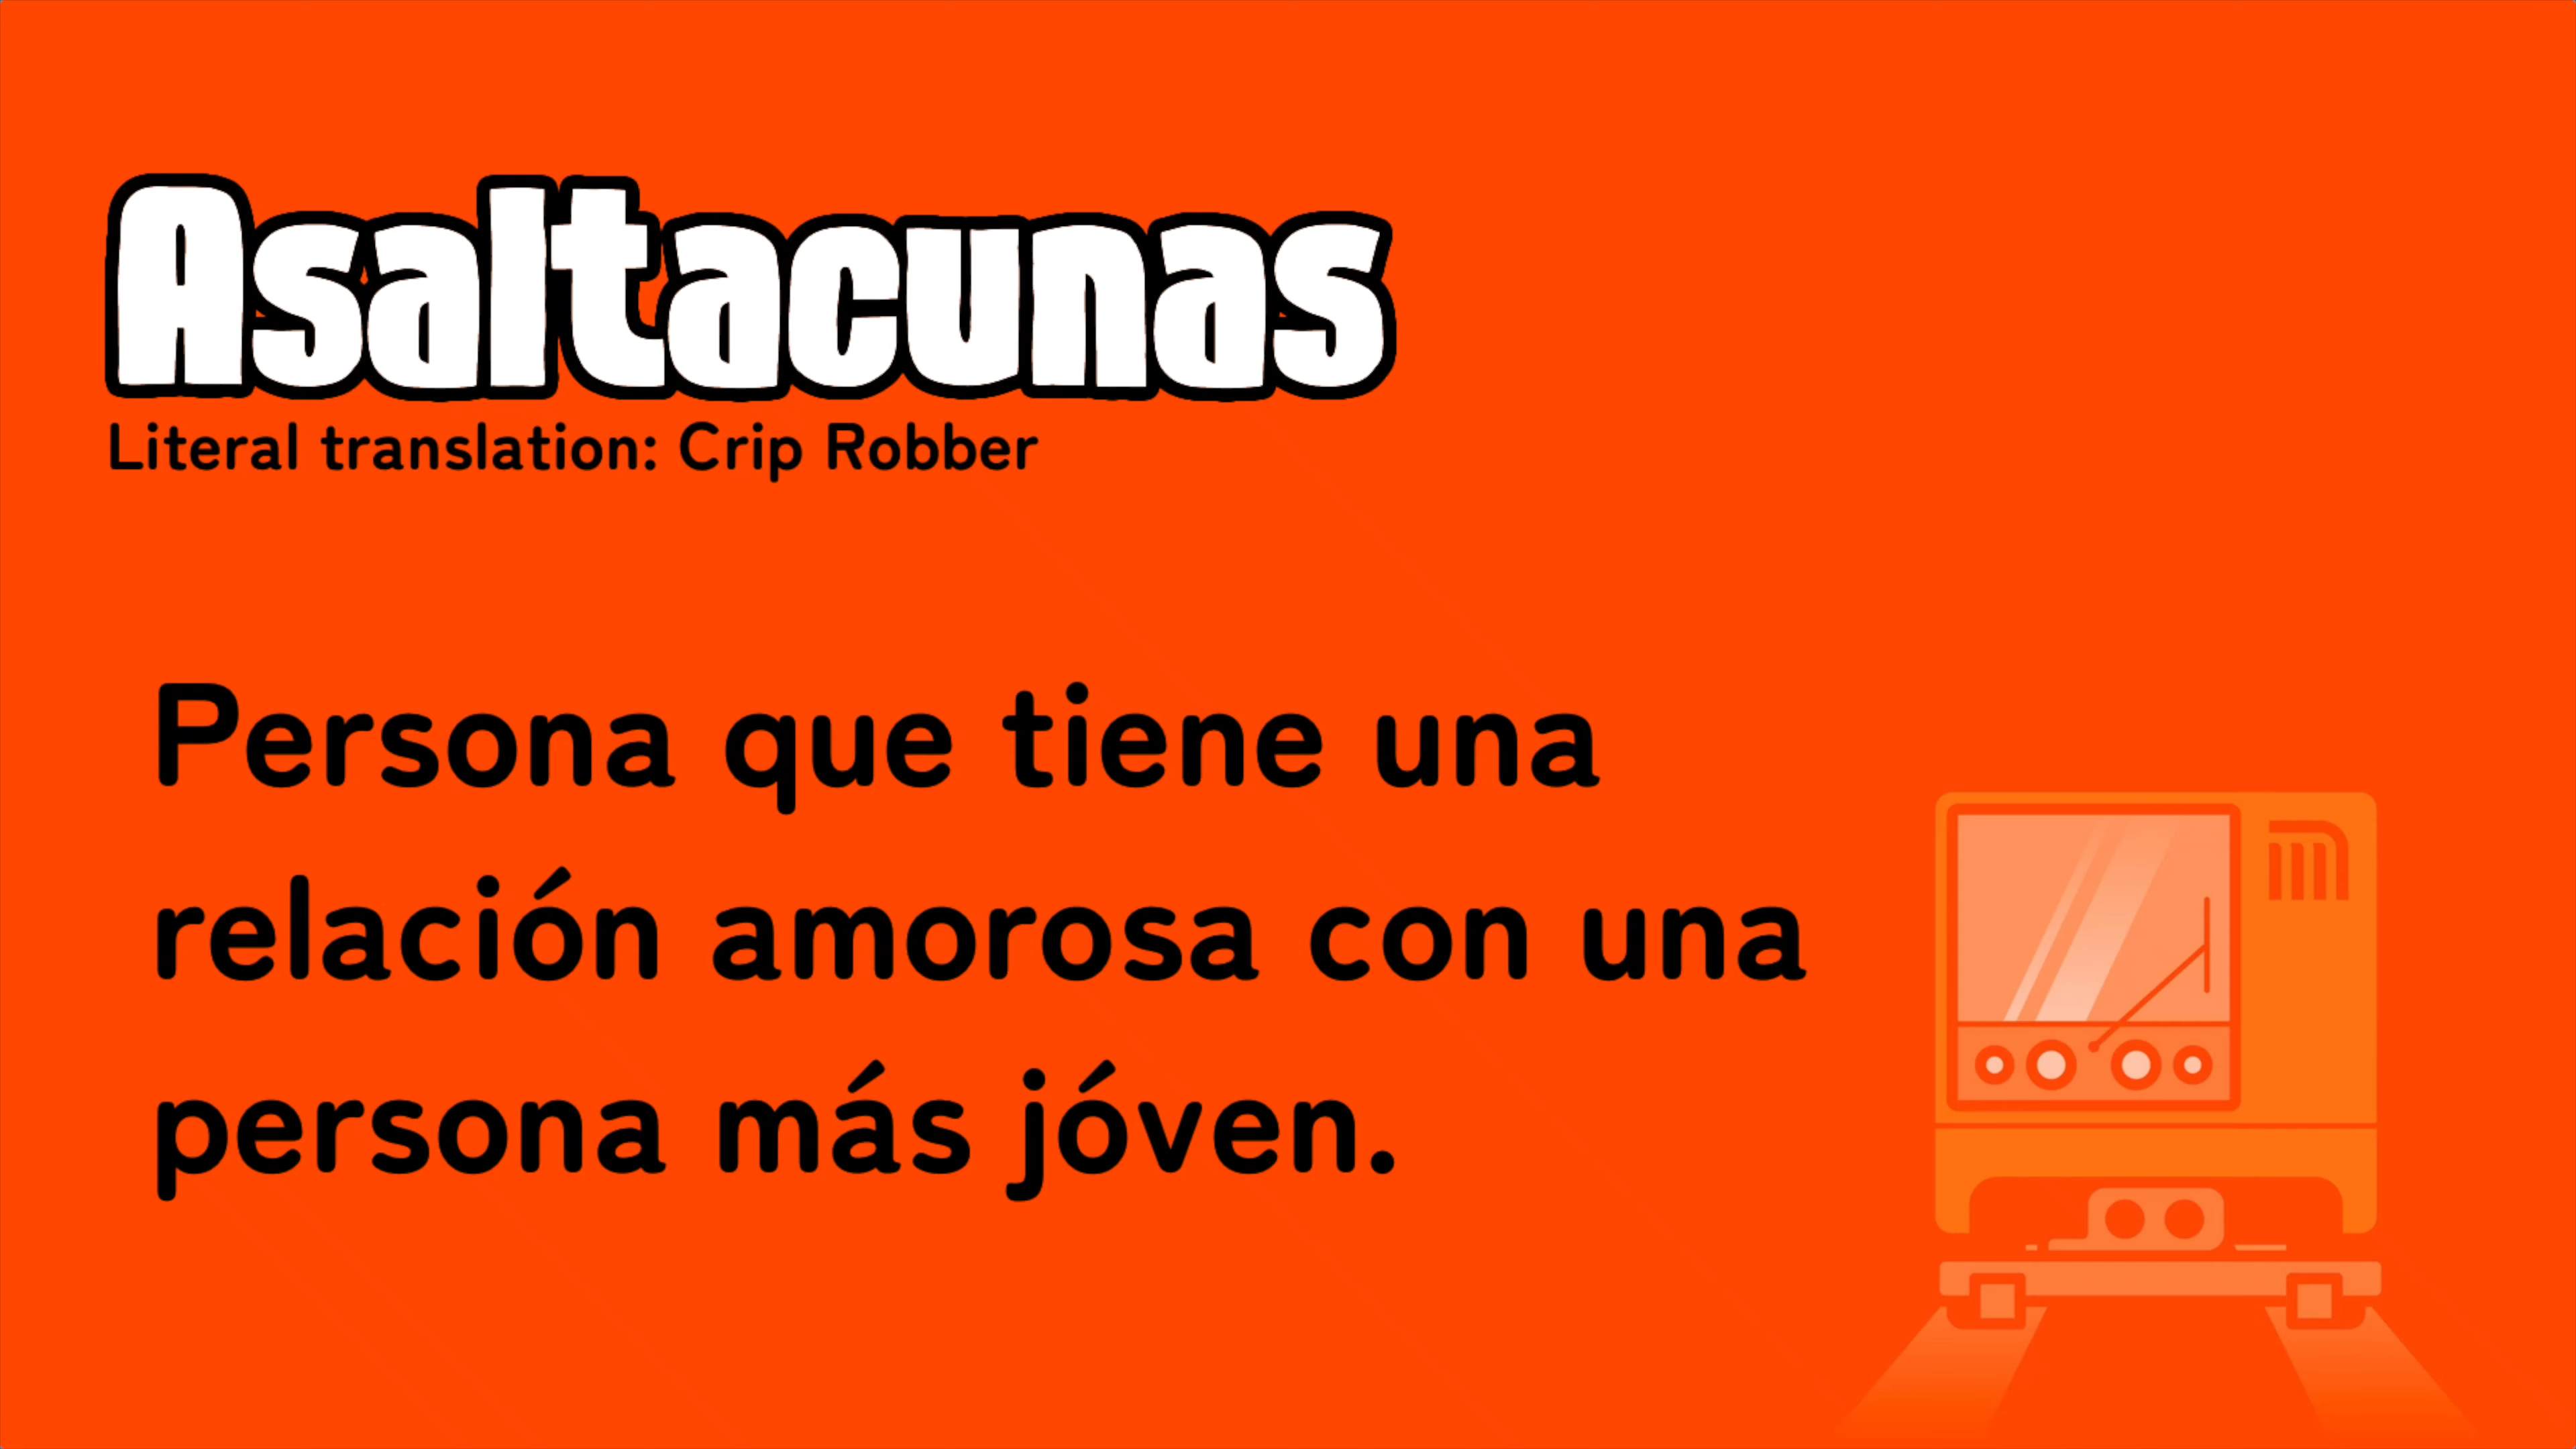 Asaltacunas
Literal translation: Crip Robber
Persona que tiene una
relación amorosa con una
persona más jóven.